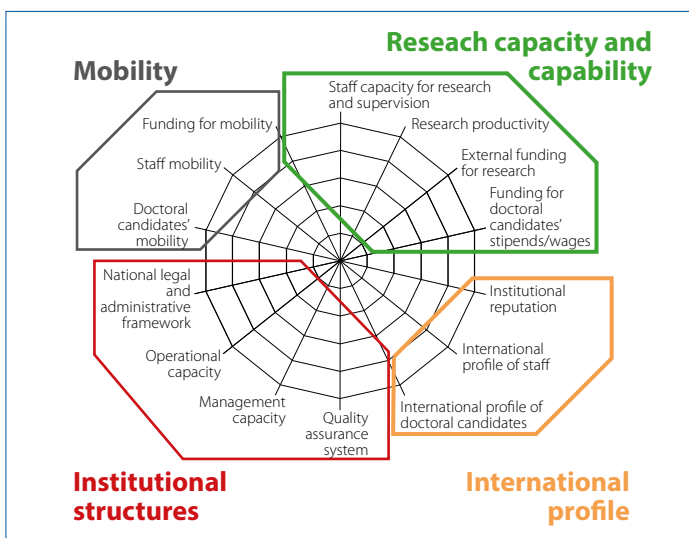 Reseach capacity and
capability
Mobility
Staff capacity for research
and supervision
Funding for mobility
Research productivity
Staff mobility
External funding
for research
Doctoral
candidates'
mobility
Funding for
doctoral
candidates'
stipends/wages
National legal
and
administrative
framework
Institutional
reputation
Operational
capacity
International
profile of staff
Management
capacity
Quality
assurance
system
International profile of
doctoral candidates
Institutional
structures
International
profile